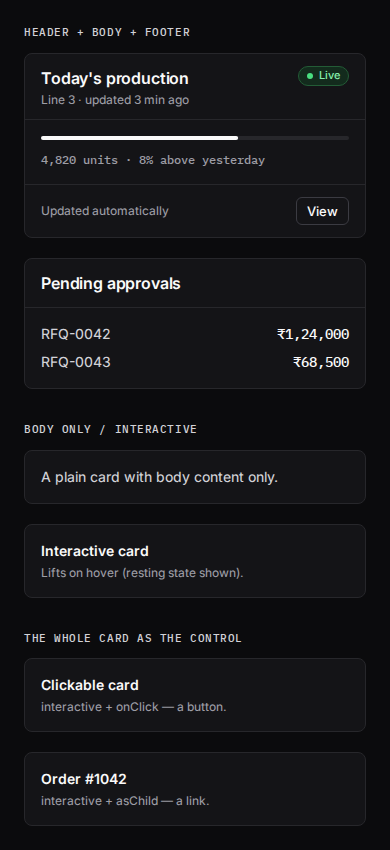 HEADER + BODY + FOOTER
Today's production
Live
Line 3 · updated 3 min ago
4,820 units · 8% above yesterday
Updated automatically
View
Pending approvals
RFQ-0042 ₹1,24,000
RFQ-0043 ₹68,500
BODY ONLY / INTERACTIVE
A plain card with body content only.
Interactive card
Lifts on hover (resting state shown).
THE WHOLE CARD AS THE CONTROL
Clickable card
interactive + onClick — a button.
Order #1042
interactive + asChild — a link.